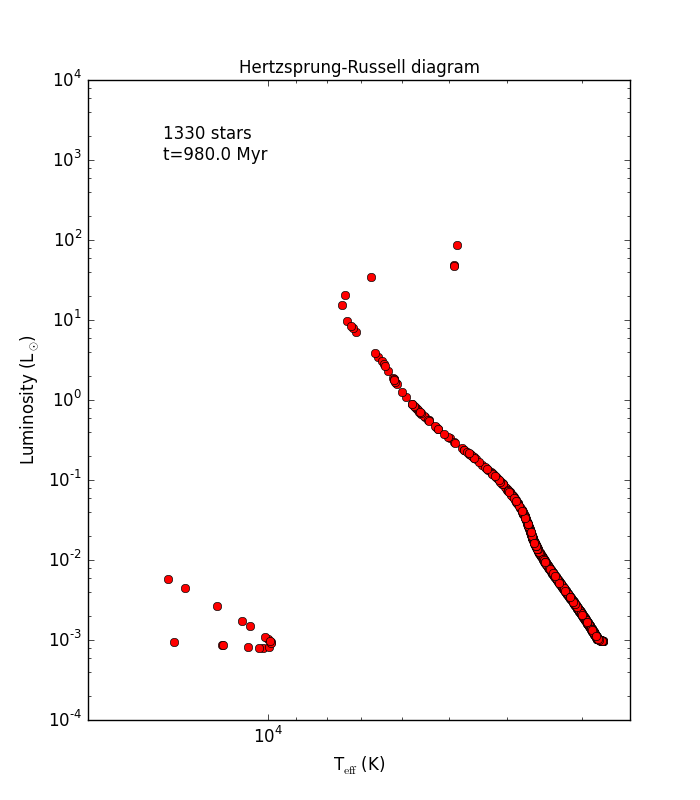 Hertzsprung-Russell diagram
10^4
1330 stars
t=980.0 Myr
10^3
10^2
10^1
10^0
10^-1
10^-2
10^-3
10^-4
Luminosity (L_⊙)
10^4
T_eff (K)